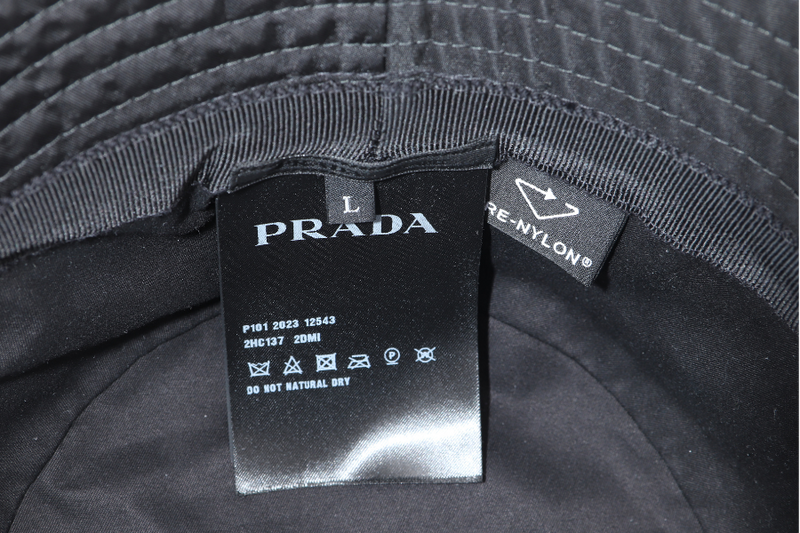 L
PRADA
RE-NYLON®
P101 2023 12543
2HC137 2DMI
P
DO NOT NATURAL DRY